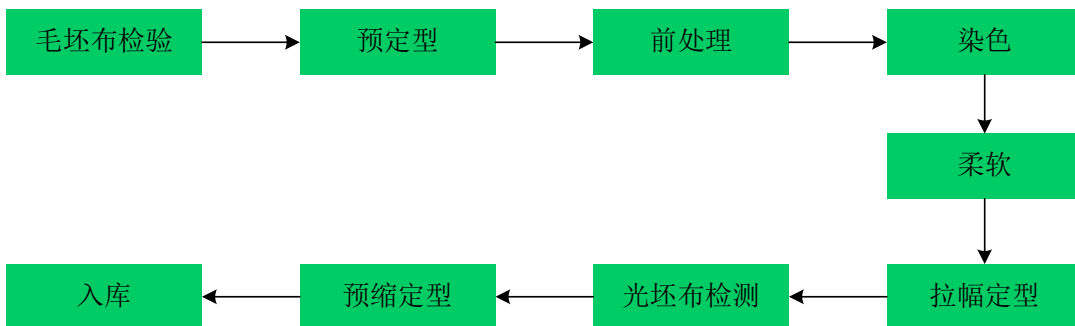 毛坯布检验
预定型
前处理
染色
柔软
拉幅定型
光坯布检测
预缩定型
入库